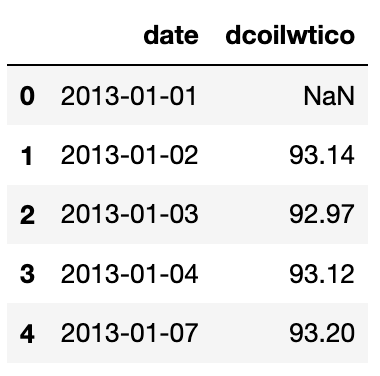 date dcoilwtico
0 2013-01-01 NaN
1 2013-01-02 93.14
2 2013-01-03 92.97
3 2013-01-04 93.12
4 2013-01-07 93.20